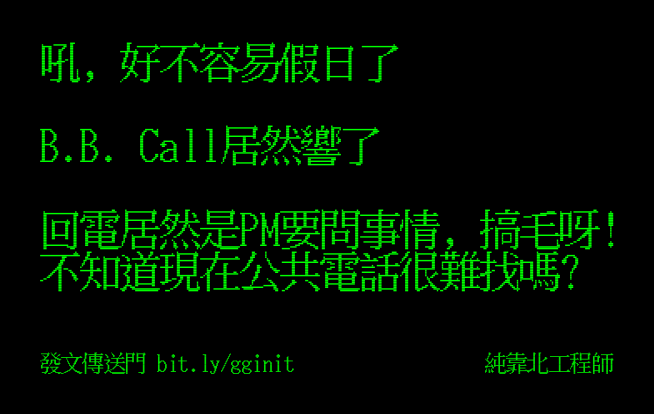 吼, 好不容易假日了
B.B. Call居然響了
回電居然是PM要問事情, 搞毛呀!
不知道現在公共電話很難找嗎?
發文傳送門 bit.ly/gginit
純靠北工程師